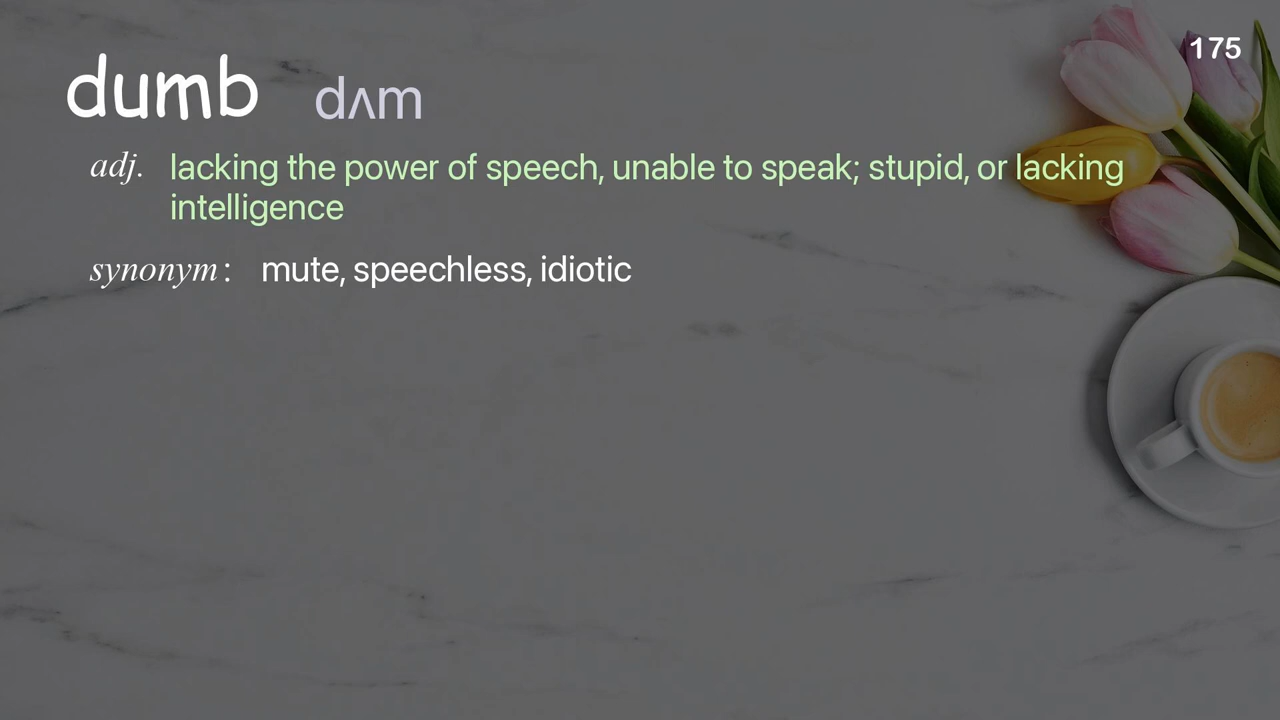 175
dumb dʌm
adj. lacking the power of speech, unable to speak; stupid, or lacking
intelligence
synonym: mute, speechless, idiotic